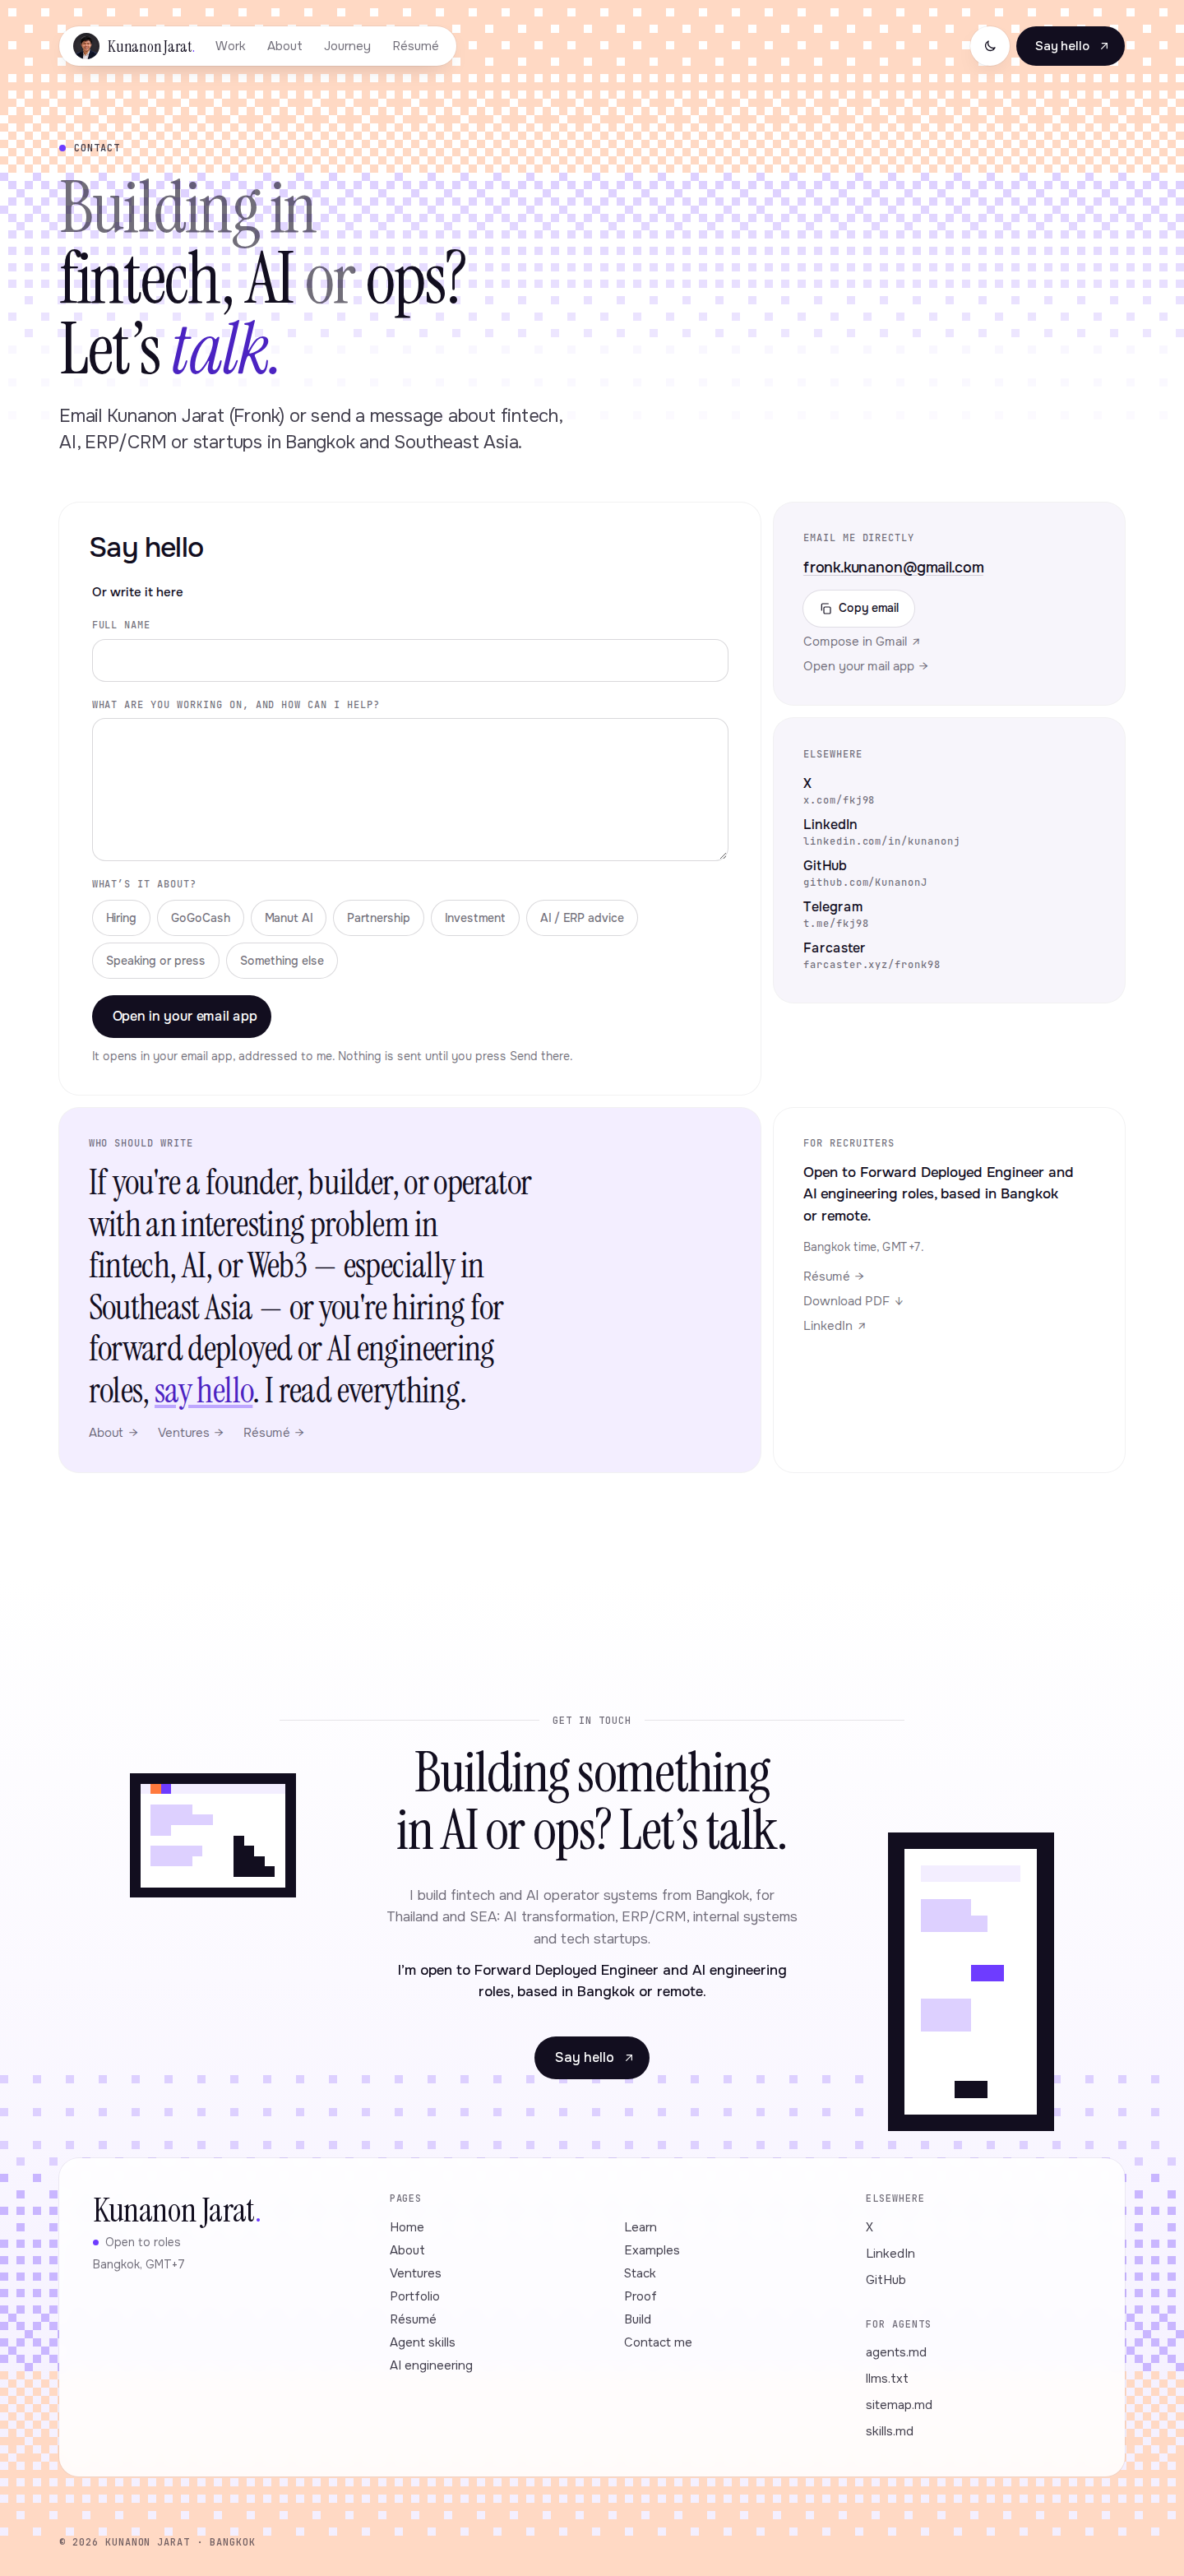 Kunanon Jarat.
Work
About
Journey
Résumé
Say hello
CONTACT
Building in
fintech, AI or ops?
Let’s talk.
Email Kunanon Jarat (Fronk) or send a message about fintech,
AI, ERP/CRM or startups in Bangkok and Southeast Asia.
Say hello
Or write it here
FULL NAME
WHAT ARE YOU WORKING ON, AND HOW CAN I HELP?
WHAT’S IT ABOUT?
Hiring
GoGoCash
Manut AI
Partnership
Investment
AI / ERP advice
Speaking or press
Something else
Open in your email app
It opens in your email app, addressed to me. Nothing is sent until you press Send there.
EMAIL ME DIRECTLY
fronk.kunanon@gmail.com
Copy email
Compose in Gmail ↗
Open your mail app →
ELSEWHERE
X
x.com/fkj98
LinkedIn
linkedin.com/in/kunanonj
GitHub
github.com/KunanonJ
Telegram
t.me/fkj98
Farcaster
farcaster.xyz/fronk98
WHO SHOULD WRITE
If you're a founder, builder, or operator
with an interesting problem in
fintech, AI, or Web3 — especially in
Southeast Asia — or you're hiring for
forward deployed or AI engineering
roles, say hello. I read everything.
About →
Ventures →
Résumé →
FOR RECRUITERS
Open to Forward Deployed Engineer and
AI engineering roles, based in Bangkok
or remote.
Bangkok time, GMT+7.
Résumé →
Download PDF ↓
LinkedIn ↗
GET IN TOUCH
Building something
in AI or ops? Let’s talk.
I build fintech and AI operator systems from Bangkok, for
Thailand and SEA: AI transformation, ERP/CRM, internal systems
and tech startups.
I’m open to Forward Deployed Engineer and AI engineering
roles, based in Bangkok or remote.
Say hello ↗
Kunanon Jarat.
Open to roles
Bangkok, GMT+7
PAGES
Home
About
Ventures
Portfolio
Résumé
Agent skills
AI engineering
Learn
Examples
Stack
Proof
Build
Contact me
ELSEWHERE
X
LinkedIn
GitHub
FOR AGENTS
agents.md
llms.txt
sitemap.md
skills.md
© 2026 KUNANON JARAT · BANGKOK